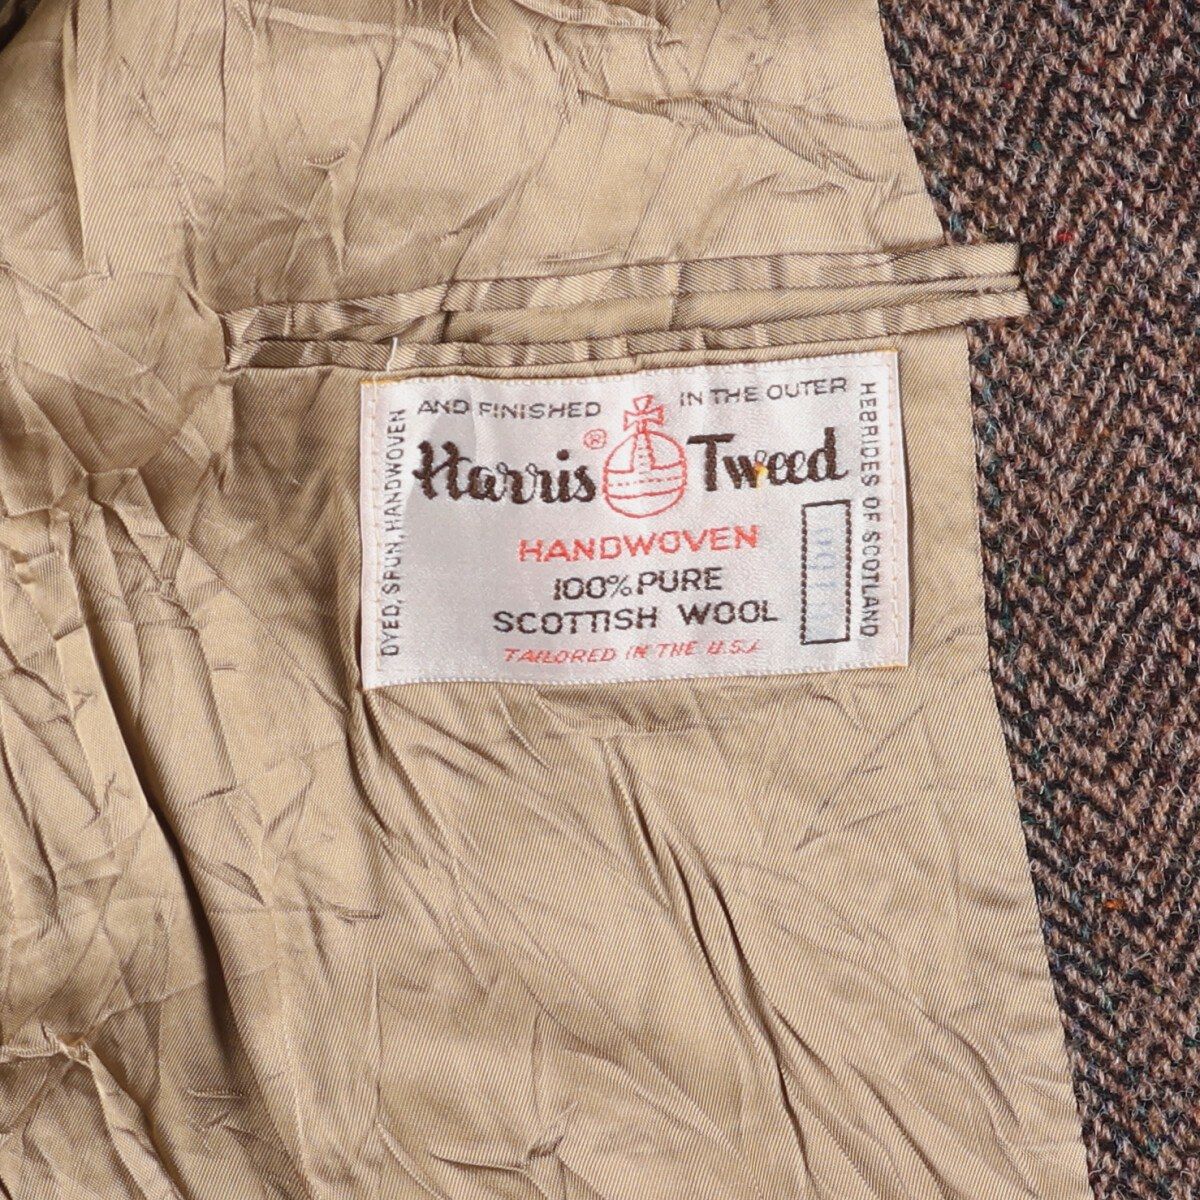 DYED, SPUN, HANDWOVEN
AND FINISHED
IN THE OUTER
HEBRIDES OF SCOTLAND
Harris ® Tweed
HANDWOVEN
100% PURE
SCOTTISH WOOL
TAILORED IN THE U.S.A.